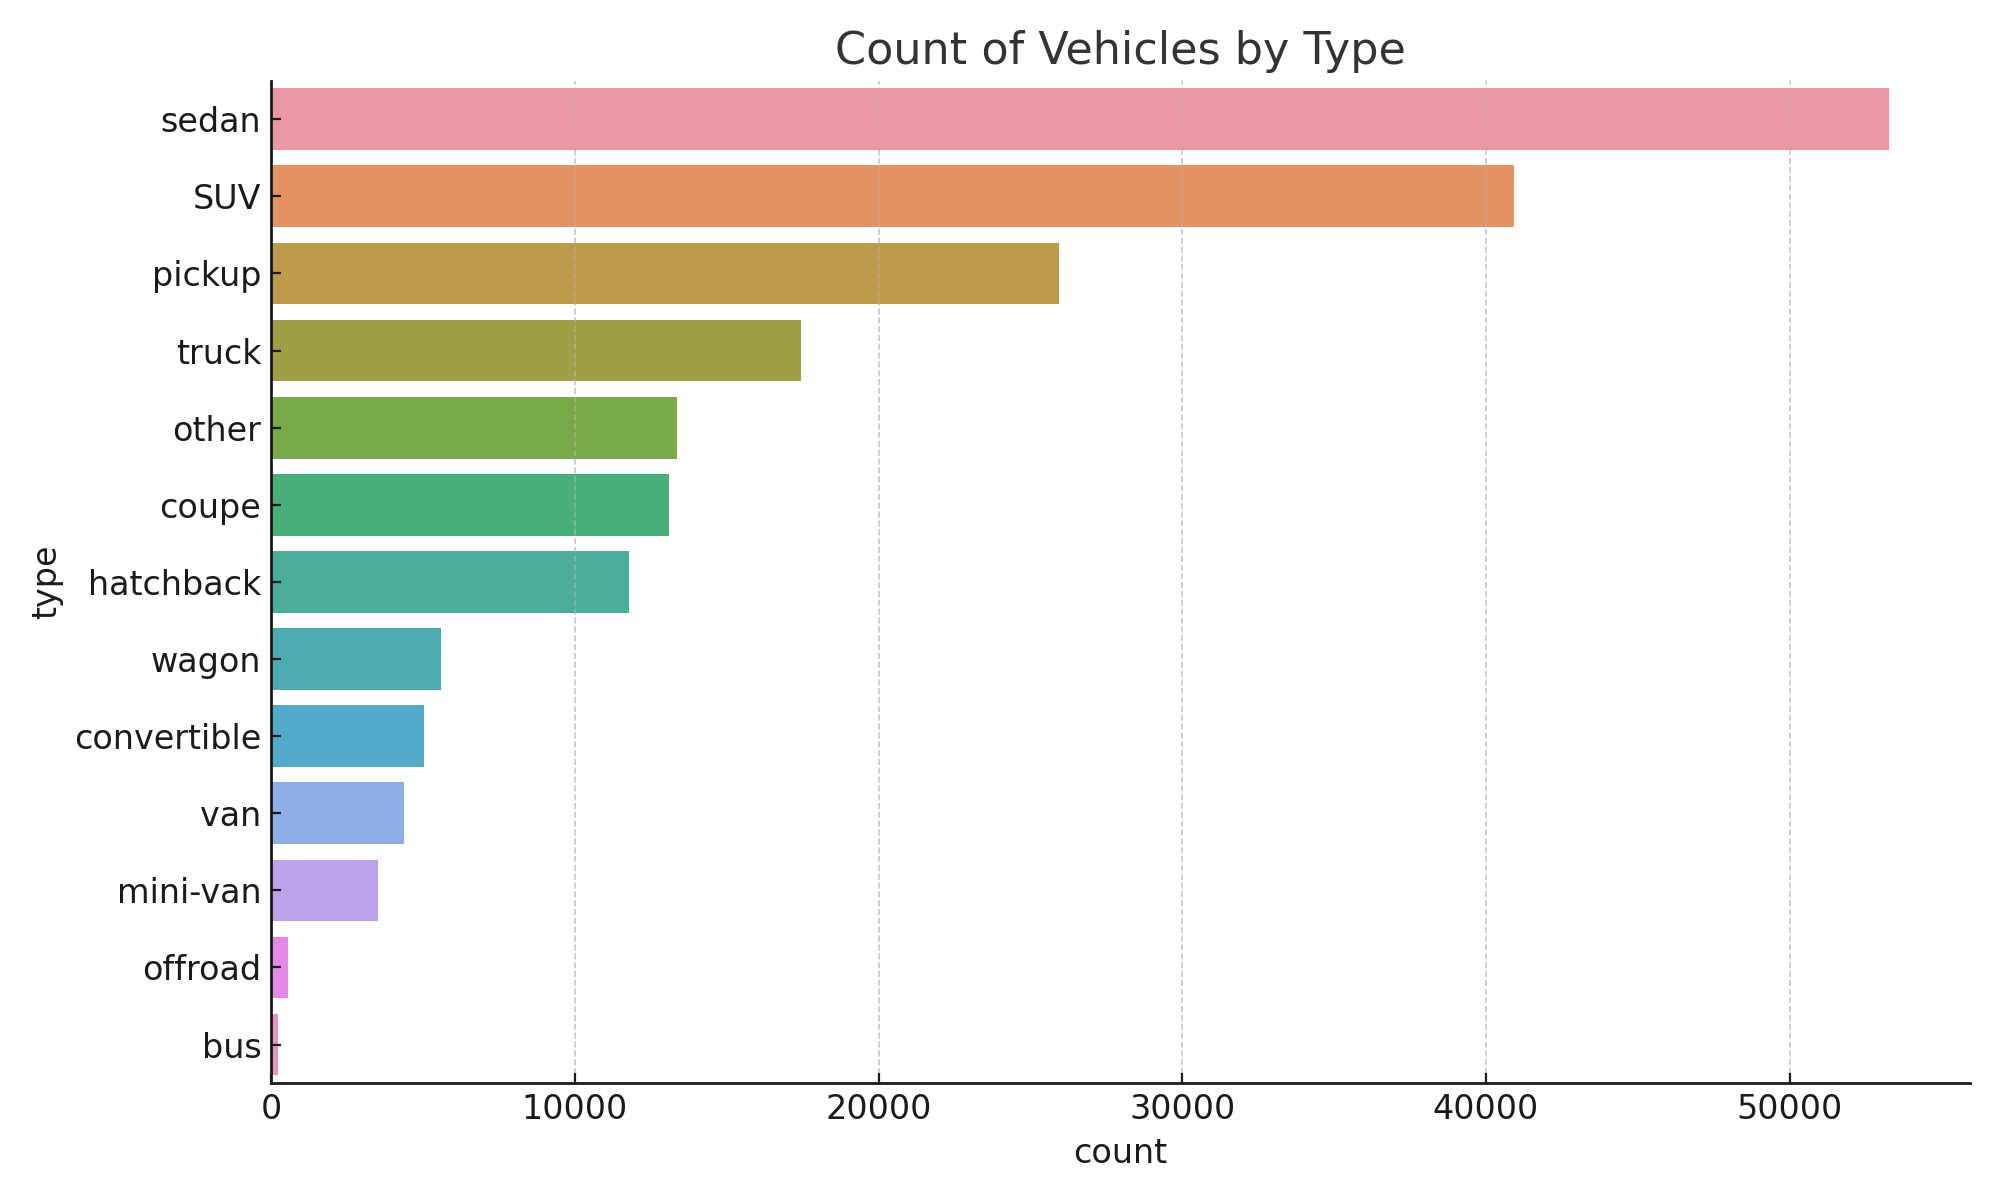 Count of Vehicles by Type
sedan
SUV
pickup
truck
other
coupe
hatchback
wagon
convertible
van
mini-van
offroad
bus
type
0 10000 20000 30000 40000 50000
count